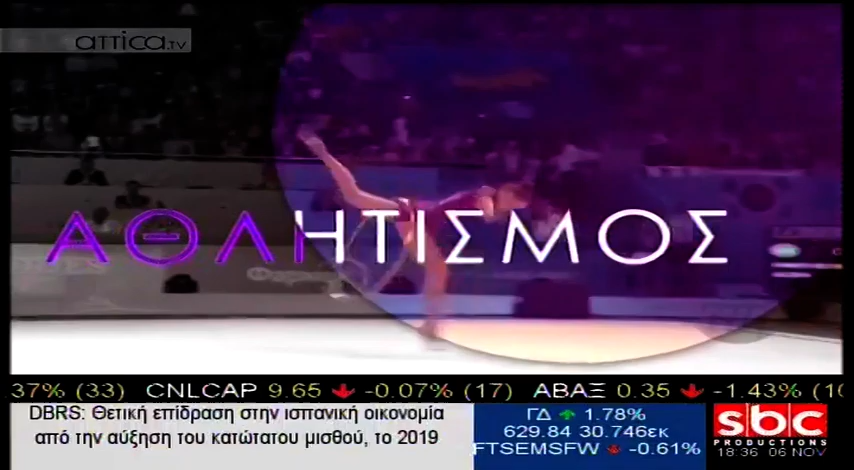 attica.tv
ΑΘΛΗΤΙΣΜΟΣ
37% (33) CNLCAP 9.65 -0.07% (17) ΑΒΑΞ 0.35 -1.43% (10
DBRS: Θετική επίδραση στην ισπανική οικονομία
από την αύξηση του κατώτατου μισθού, το 2019
ΓΔ 1.78%
629.84 30.746εκ
FTSEMSFW -0.61%
sbc
PRODUCTIONS
18:36 06 NOV